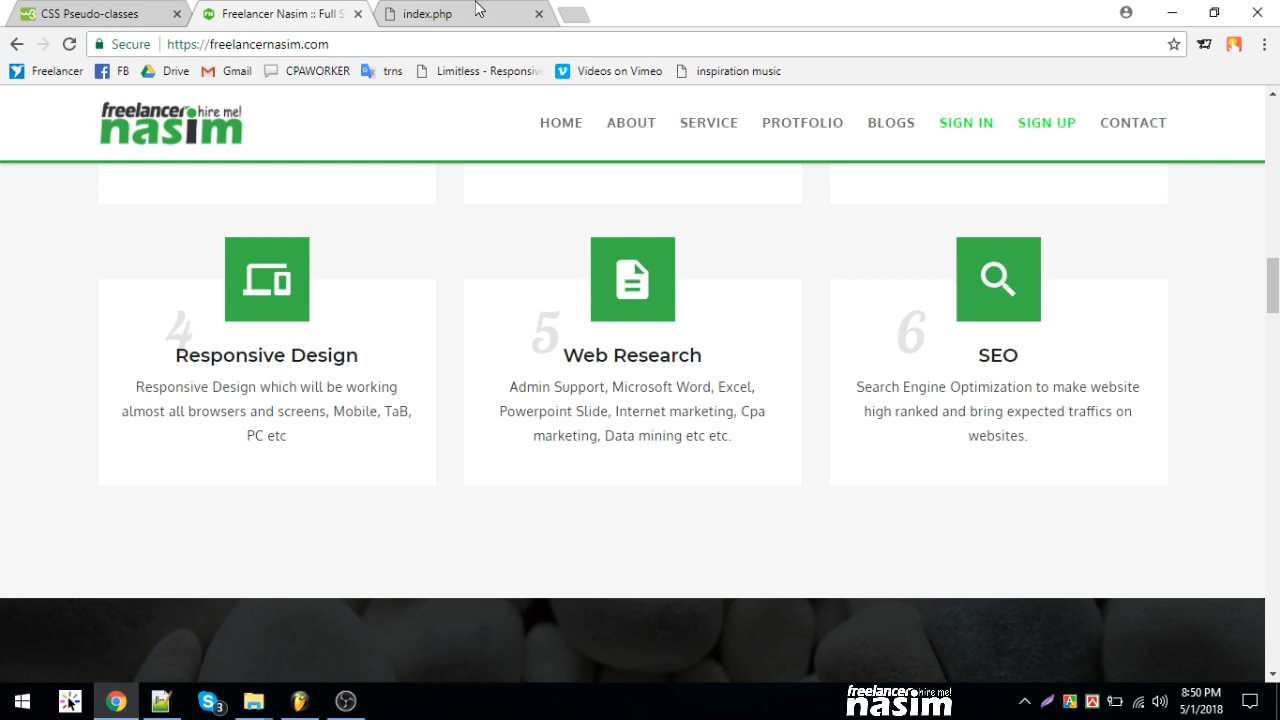 CSS Pseudo-classes
Freelancer Nasim :: Full S
index.php
Secure
https://freelancernasim.com
Freelancer
FB
Drive
Gmail
CPAWORKER
trns
Limitless - Responsiv
Videos on Vimeo
inspiration music
freelancer hire me!
nasim
HOME
ABOUT
SERVICE
PROTFOLIO
BLOGS
SIGN IN
SIGN UP
CONTACT
4
Responsive Design
Responsive Design which will be working
almost all browsers and screens, Mobile, TaB,
PC etc
5
Web Research
Admin Support, Microsoft Word, Excel,
Powerpoint Slide, Internet marketing, Cpa
marketing, Data mining etc etc.
6
SEO
Search Engine Optimization to make website
high ranked and bring expected traffics on
websites.
3
freelancer hire me!
nasim
8:50 PM
5/1/2018